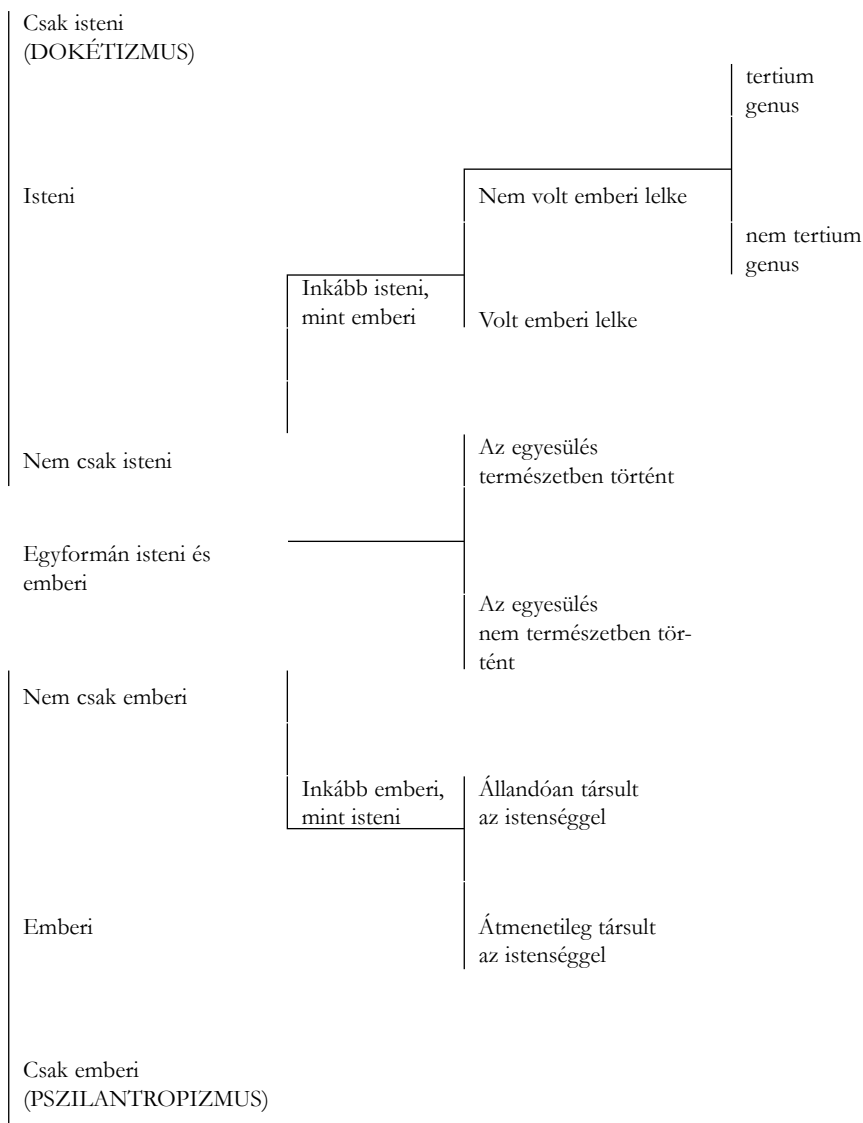 Csak isteni
(DOKÉTIZMUS)
tertium
genus
Isteni
Nem volt emberi lelke
nem tertium
genus
Inkább isteni,
mint emberi
Volt emberi lelke
Nem csak isteni
Az egyesülés
természetben történt
Egyformán isteni és
emberi
Az egyesülés
nem természetben tör-
tént
Nem csak emberi
Inkább emberi,
mint isteni
Állandóan társult
az istenséggel
Emberi
Átmenetileg társult
az istenséggel
Csak emberi
(PSZILANTROPIZMUS)